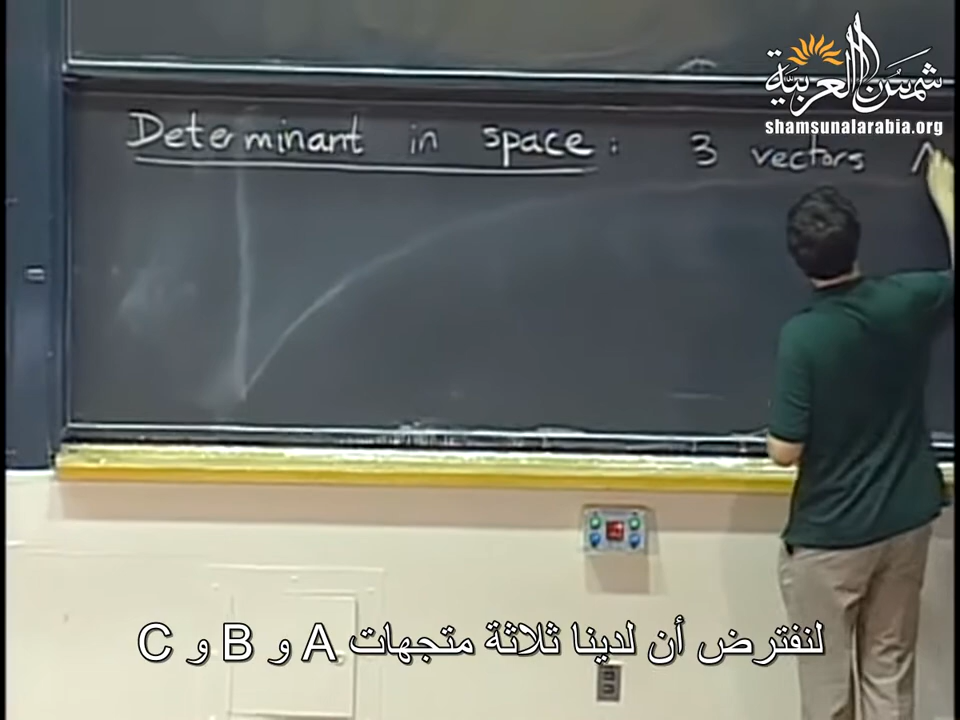 شمس العربية
shamsunalarabia.org
Determinant in space: 3 vectors
لنفترض أن لدينا ثلاثة متجهات A و B و C